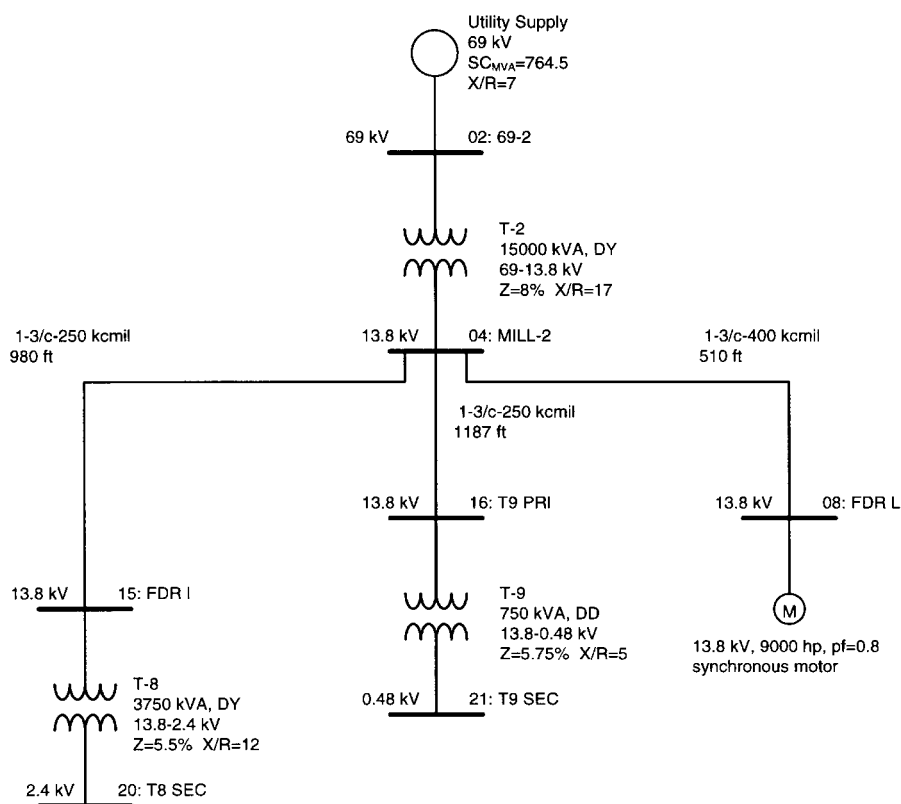 Utility Supply
69 kV
SC_MVA=764.5
X/R=7
69 kV
02: 69-2
T-2
15000 kVA, DY
69-13.8 kV
Z=8% X/R=17
1-3/c-250 kcmil
980 ft
13.8 kV
04: MILL-2
1-3/c-400 kcmil
510 ft
1-3/c-250 kcmil
1187 ft
13.8 kV
16: T9 PRI
13.8 kV
08: FDR L
13.8 kV
15: FDR I
T-9
750 kVA, DD
13.8-0.48 kV
Z=5.75% X/R=5
M
13.8 kV, 9000 hp, pf=0.8
synchronous motor
T-8
3750 kVA, DY
13.8-2.4 kV
Z=5.5% X/R=12
0.48 kV
21: T9 SEC
2.4 kV
20: T8 SEC